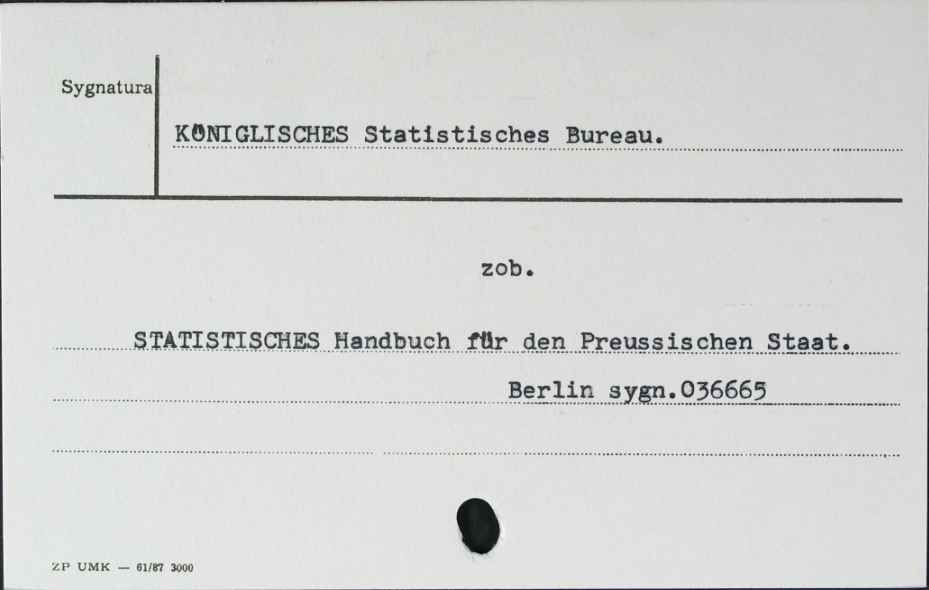 Sygnatura
KÖNIGLISCHES Statistisches Bureau.
zob.
STATISTISCHES Handbuch für den Preussischen Staat.
Berlin sygn.036665
ZP UMK — 61/87 3000